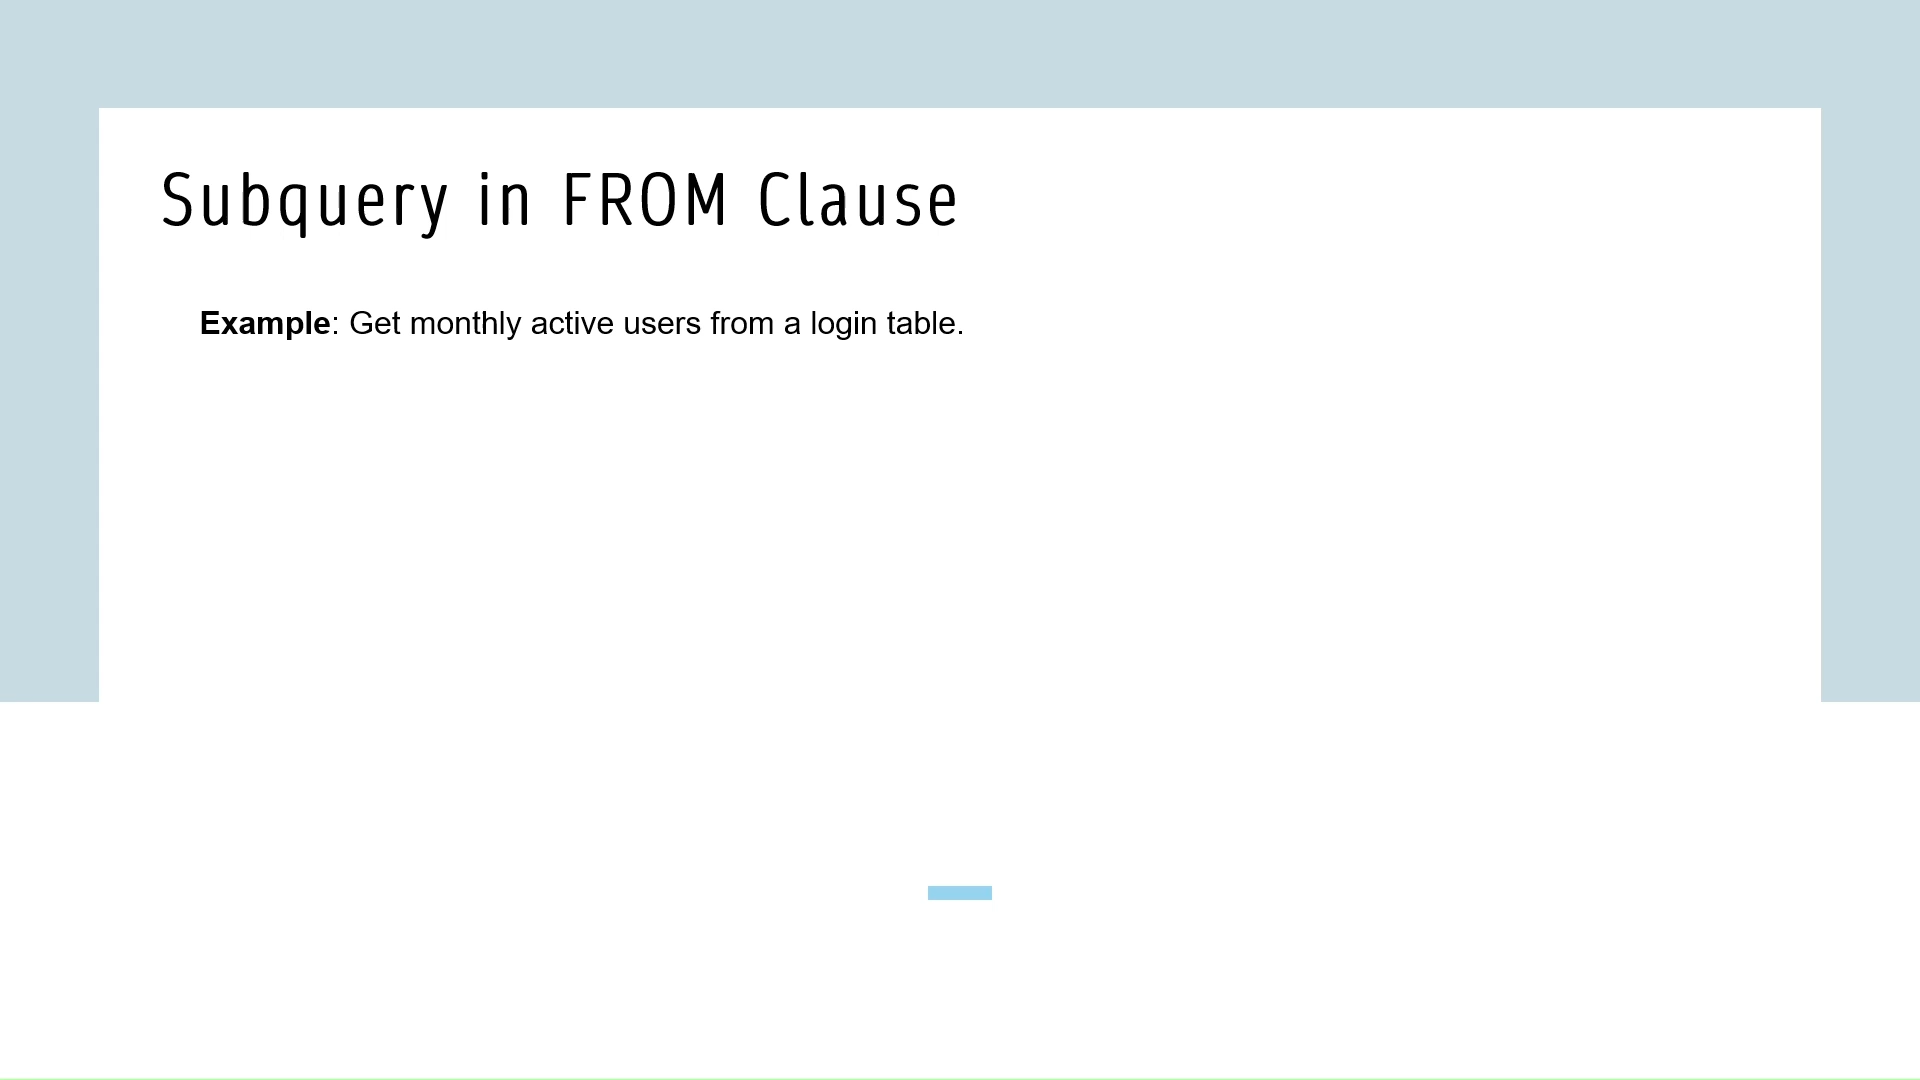 Subquery in FROM Clause
Example: Get monthly active users from a login table.